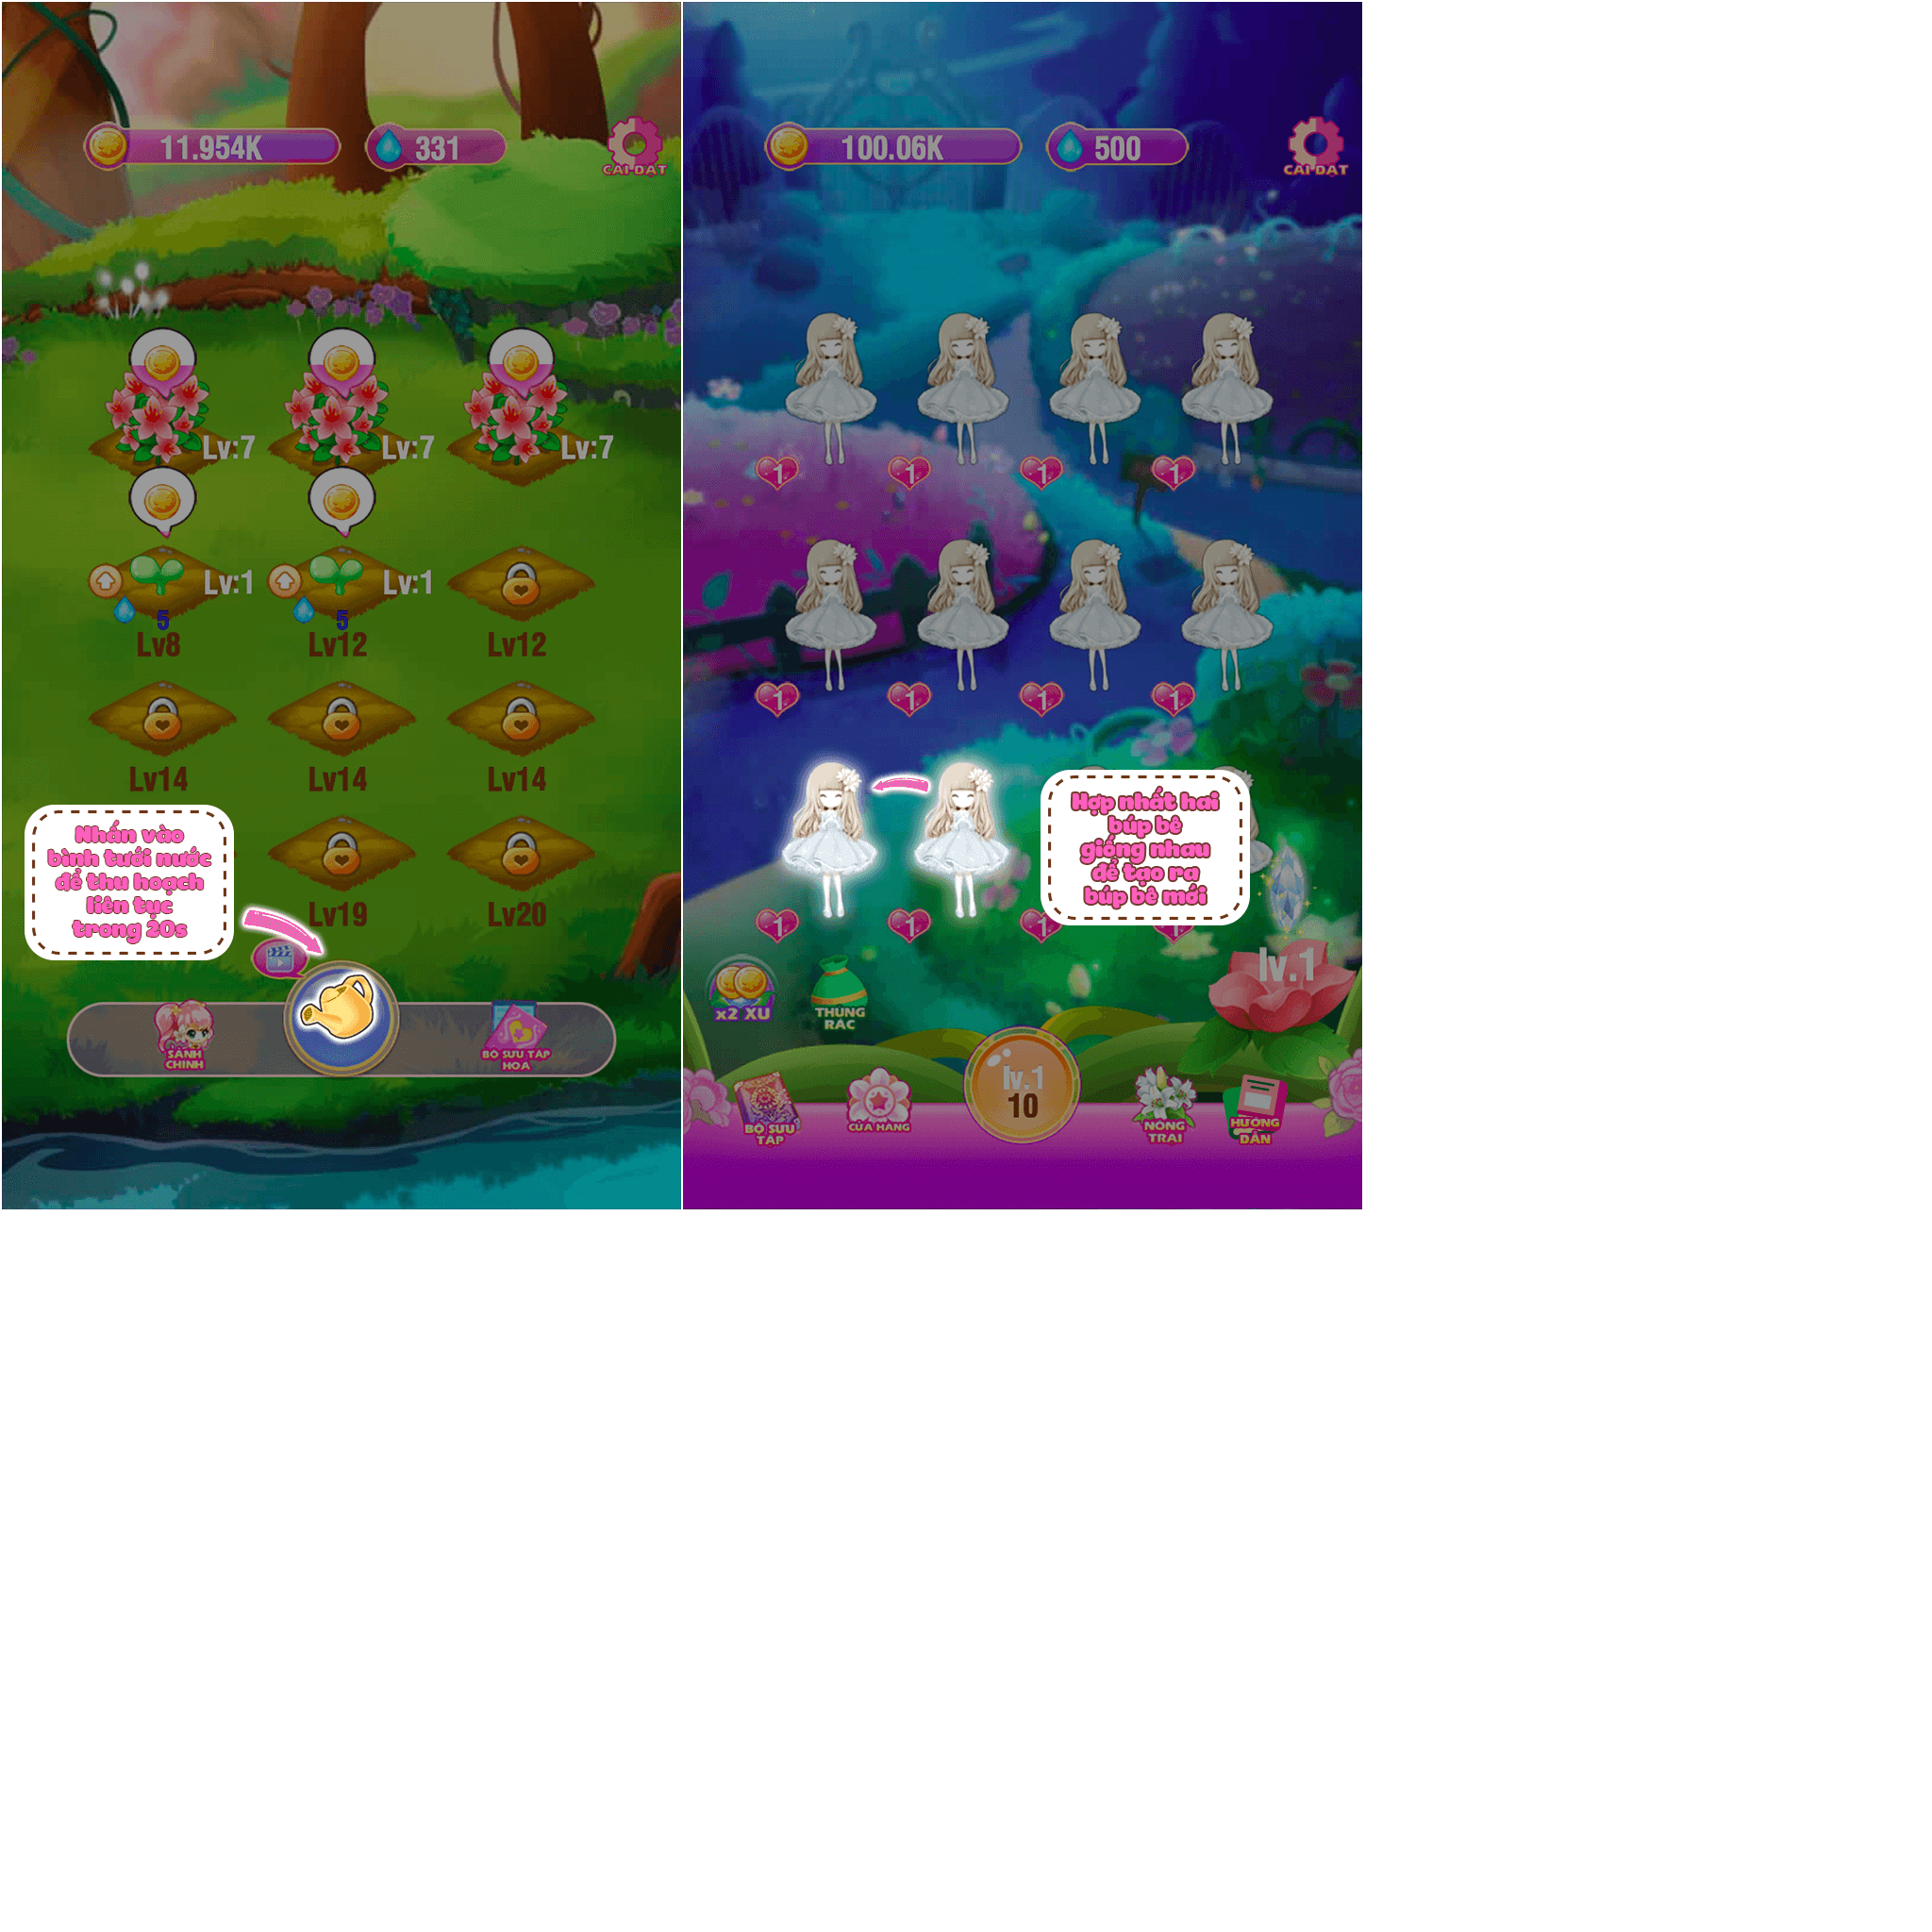 11.954K
331
CÀI ĐẶT
Lv:7
Lv:7
Lv:7
Lv:1
Lv:1
5
5
Lv8
Lv12
Lv12
Lv14
Lv14
Lv14
Nhấn vào
bình tưới nước
để thu hoạch
liên tục
trong 20s
Lv19
Lv20
SẢNH
CHÍNH
BỘ SƯU TẬP
HOA
100.06K
500
CÀI ĐẶT
1
1
1
1
1
1
1
1
Hợp nhất hai
búp bê
giống nhau
để tạo ra
búp bê mới
1
1
1
1
lv.1
x2 XU
THÙNG
RÁC
lv.1
10
BỘ SƯU
TẬP
CỬA HÀNG
NÔNG
TRẠI
HƯỚNG
DẪN